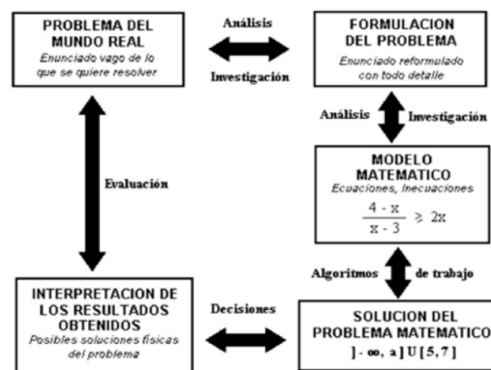 PROBLEMA DEL
MUNDO REAL
Enunciado vago de lo
que se quiere resolver
Análisis
Investigación
FORMULACION
DEL PROBLEMA
Enunciado reformulado
con todo detalle
Análisis
Investigación
MODELO
MATEMATICO
Ecuaciones, Inecuaciones
4 - x
x - 3
⩾ 2x
Evaluación
Algoritmos
de trabajo
INTERPRETACION DE
LOS RESULTADOS
OBTENIDOS
Posibles soluciones físicas
del problema
Decisiones
SOLUCION DEL
PROBLEMA MATEMATICO
] - ∞, a ] U [ 5, 7 ]